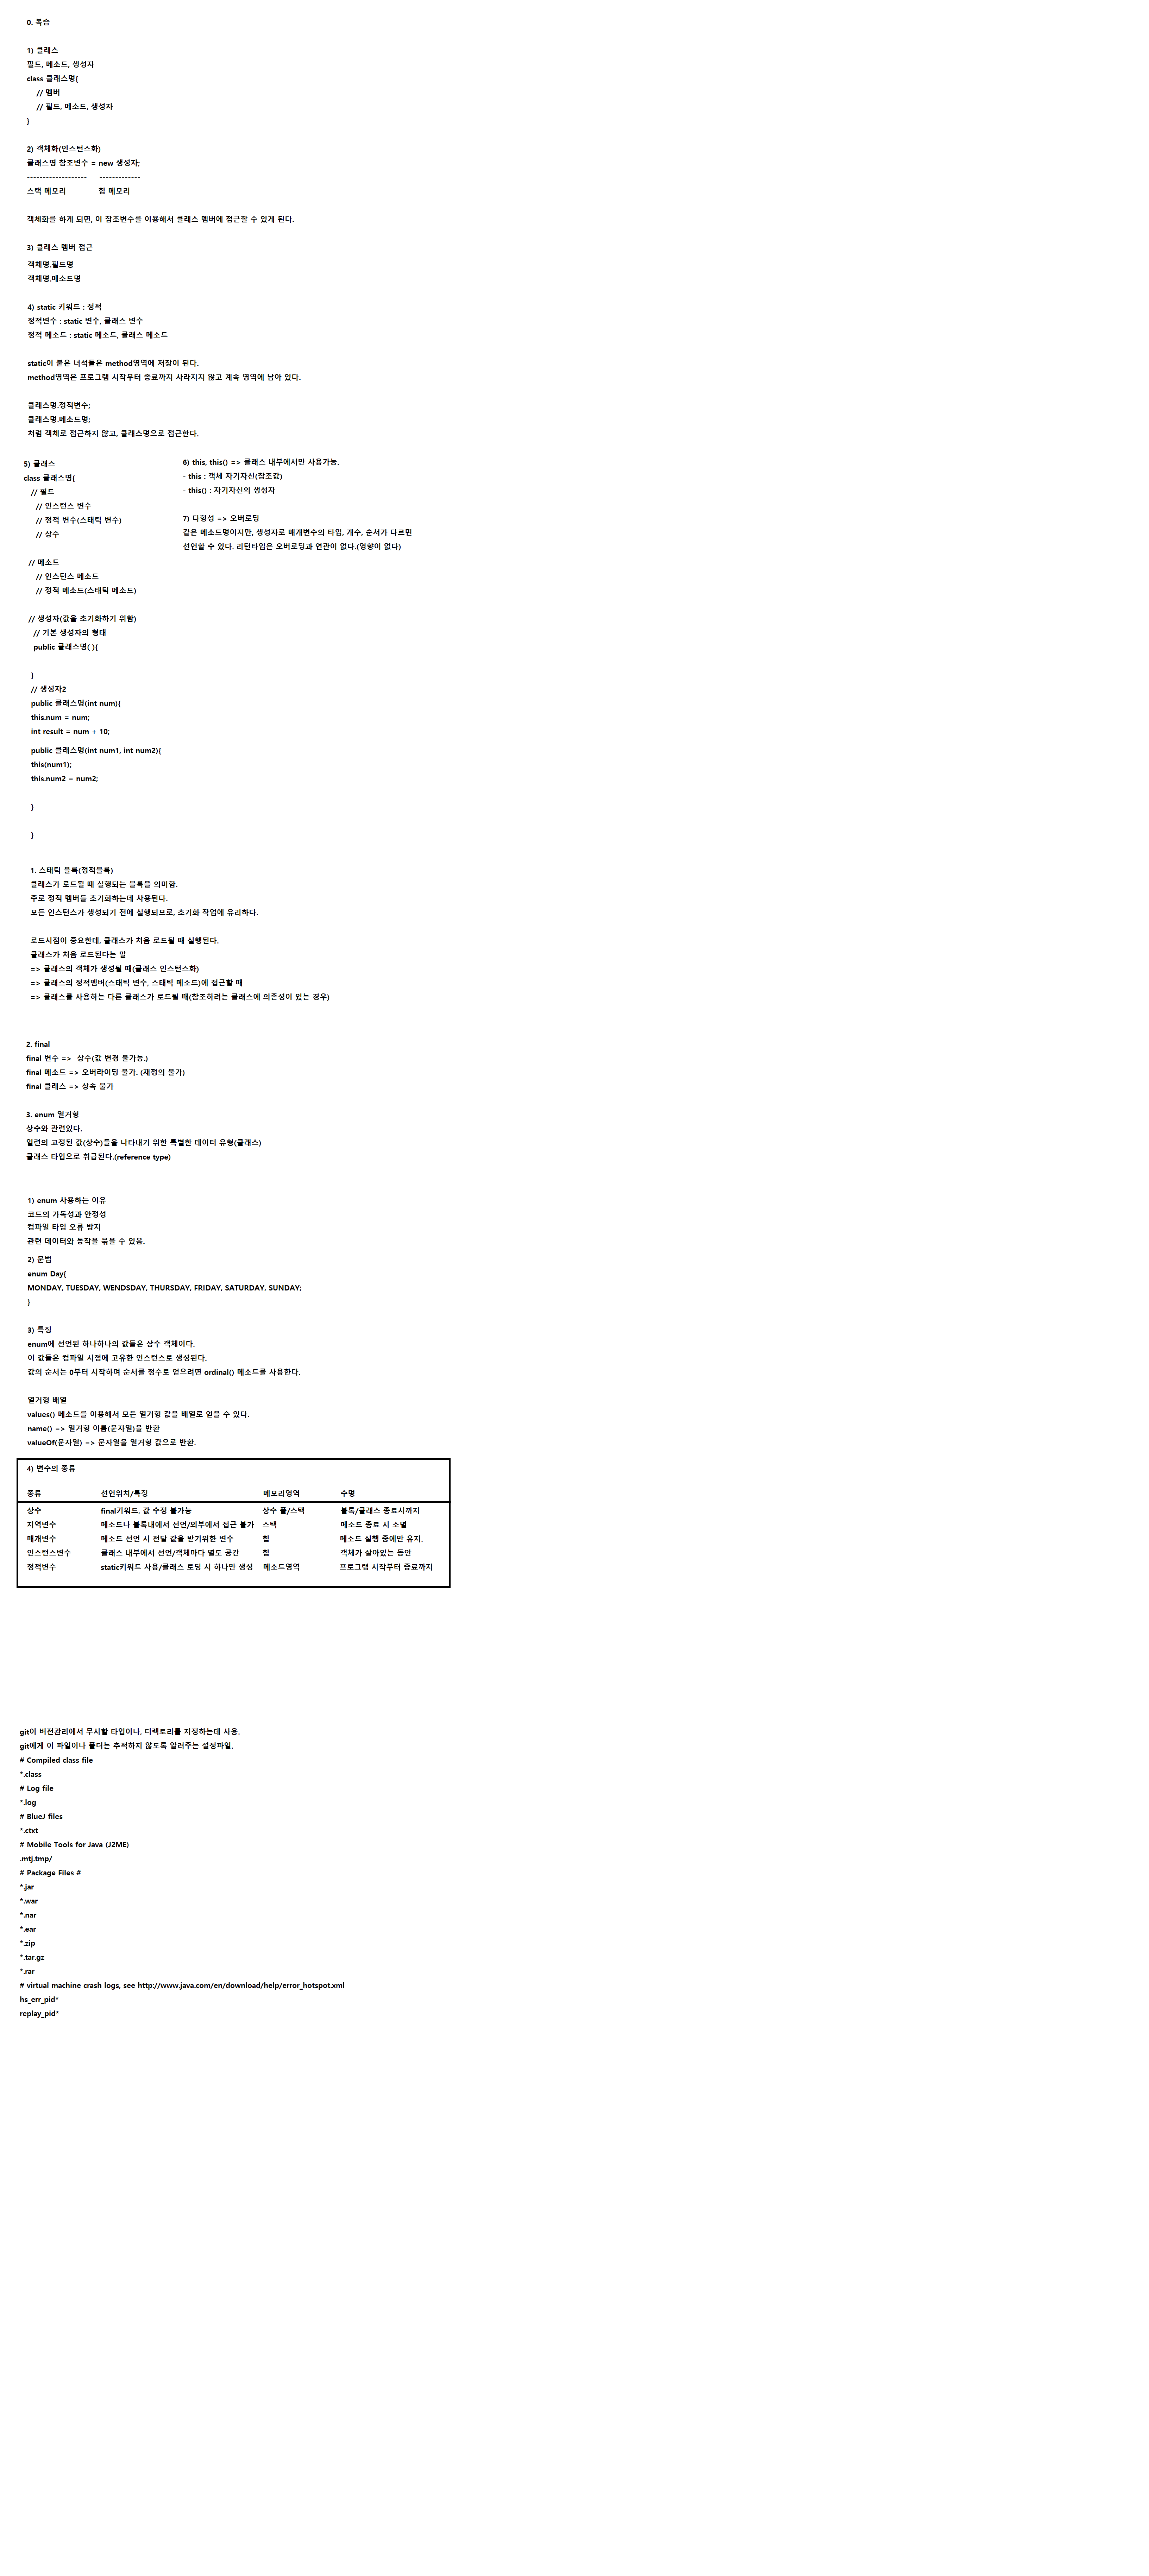 0. 복습
1) 클래스
필드, 메소드, 생성자
class 클래스명{
// 멤버
// 필드, 메소드, 생성자
}
2) 객체화(인스턴스화)
클래스명 참조변수 = new 생성자;
------------------- -------------
스택 메모리 힙 메모리
객체화를 하게 되면, 이 참조변수를 이용해서 클래스 멤버에 접근할 수 있게 된다.
3) 클래스 멤버 접근
객체명.필드명
객체명.메소드명
4) static 키워드 : 정적
정적변수 : static 변수, 클래스 변수
정적 메소드 : static 메소드, 클래스 메소드
static이 붙은 녀석들은 method영역에 저장이 된다.
method영역은 프로그램 시작부터 종료까지 사라지지 않고 계속 영역에 남아 있다.
클래스명.정적변수;
클래스명.메소드명;
처럼 객체로 접근하지 않고, 클래스명으로 접근한다.
5) 클래스
class 클래스명{
// 필드
// 인스턴스 변수
// 정적 변수(스태틱 변수)
// 상수
// 메소드
// 인스턴스 메소드
// 정적 메소드(스태틱 메소드)
// 생성자(값을 초기화하기 위함)
// 기본 생성자의 형태
public 클래스명( ){
}
// 생성자2
public 클래스명(int num){
this.num = num;
int result = num + 10;
public 클래스명(int num1, int num2){
this(num1);
this.num2 = num2;
}
}
6) this, this() => 클래스 내부에서만 사용가능.
- this : 객체 자기자신(참조값)
- this() : 자기자신의 생성자
7) 다형성 => 오버로딩
같은 메소드명이지만, 생성자로 매개변수의 타입, 개수, 순서가 다르면
선언할 수 있다. 리턴타입은 오버로딩과 연관이 없다.(영향이 없다)
1. 스태틱 블록(정적블록)
클래스가 로드될 때 실행되는 블록을 의미함.
주로 정적 멤버를 초기화하는데 사용된다.
모든 인스턴스가 생성되기 전에 실행되므로, 초기화 작업에 유리하다.
로드시점이 중요한데, 클래스가 처음 로드될 때 실행된다.
클래스가 처음 로드된다는 말
=> 클래스의 객체가 생성될 때(클래스 인스턴스화)
=> 클래스의 정적멤버(스태틱 변수, 스태틱 메소드)에 접근할 때
=> 클래스를 사용하는 다른 클래스가 로드될 때(참조하려는 클래스에 의존성이 있는 경우)
2. final
final 변수 => 상수(값 변경 불가능.)
final 메소드 => 오버라이딩 불가. (재정의 불가)
final 클래스 => 상속 불가
3. enum 열거형
상수와 관련있다.
일련의 고정된 값(상수)들을 나타내기 위한 특별한 데이터 유형(클래스)
클래스 타입으로 취급된다.(reference type)
1) enum 사용하는 이유
코드의 가독성과 안정성
컴파일 타임 오류 방지
관련 데이터와 동작을 묶을 수 있음.
2) 문법
enum Day{
MONDAY, TUESDAY, WENDSDAY, THURSDAY, FRIDAY, SATURDAY, SUNDAY;
}
3) 특징
enum에 선언된 하나하나의 값들은 상수 객체이다.
이 값들은 컴파일 시점에 고유한 인스턴스로 생성된다.
값의 순서는 0부터 시작하며 순서를 정수로 얻으려면 ordinal() 메소드를 사용한다.
열거형 배열
values() 메소드를 이용해서 모든 열거형 값을 배열로 얻을 수 있다.
name() => 열거형 이름(문자열)을 반환
valueOf(문자열) => 문자열을 열거형 값으로 반환.
4) 변수의 종류
종류 선언위치/특징 메모리영역 수명
상수 final키워드, 값 수정 불가능 상수 풀/스택 블록/클래스 종료시까지
지역변수 메소드나 블록내에서 선언/외부에서 접근 불가 스택 메소드 종료 시 소멸
매개변수 메소드 선언 시 전달 값을 받기위한 변수 힙 메소드 실행 중에만 유지.
인스턴스변수 클래스 내부에서 선언/객체마다 별도 공간 힙 객체가 살아있는 동안
정적변수 static키워드 사용/클래스 로딩 시 하나만 생성 메소드영역 프로그램 시작부터 종료까지
git이 버전관리에서 무시할 타입이나, 디렉토리를 지정하는데 사용.
git에게 이 파일이나 폴더는 추적하지 않도록 알려주는 설정파일.
# Compiled class file
*.class
# Log file
*.log
# BlueJ files
*.ctxt
# Mobile Tools for Java (J2ME)
.mtj.tmp/
# Package Files #
*.jar
*.war
*.nar
*.ear
*.zip
*.tar.gz
*.rar
# virtual machine crash logs, see http://www.java.com/en/download/help/error_hotspot.xml
hs_err_pid*
replay_pid*